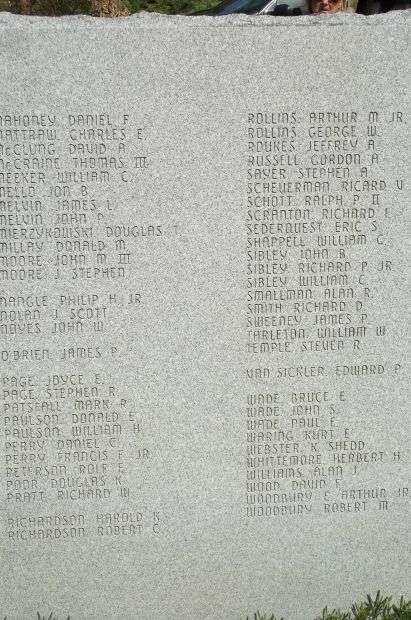 MAHONEY DANIEL F
MATTRAW CHARLES E
McCLUNG DAVID A
McCRAINE THOMAS III
MEEKER WILLIAM C.
MELLO JON B
MELVIN JAMES L
MELVIN JOHN P
MIERZYKOWSKI DOUGLAS T
MILLAY DONALD M
MOORE JOHN M III
MOORE J STEPHEN
NANGLE PHILIP H JR
NOLAN J SCOTT
NOYES JOHN W
O'BRIEN JAMES P
PAGE JOYCE E
PAGE STEPHEN R
PATSFALL MARK R
PAULSON DONALD E
PAULSON WILLIAM H
PERRY DANIEL C
PERRY FRANCIS F JR
PETERSON ROLF E
POOR DOUGLAS K
PRATT RICHARD W
RICHARDSON HAROLD K
RICHARDSON ROBERT C
ROLLINS ARTHUR M JR
ROLLINS GEORGE W
ROUKES JEFFREY A
RUSSELL GORDON A
SAYER STEPHEN A
SCHEUERMAN RICARD V
SCHOTT RALPH P II
SCRANTON RICHARD I
SEDERQUEST ERIC S
SHAPPELL WILLIAM G
SIBLEY JOHN R
SIBLEY RICHARD P JR
SIBLEY WILLIAM C
SMALLMAN ALAN R.
SMITH RICHARD D
SWEENEY JAMES P
TARLETON WILLIAM W
TEMPLE STEVEN R
VAN SICKLER EDWARD P
WADE BRUCE E
WADE JOHN S
WADE PAUL E
WARING KURT E
WEBSTER K SHEDD
WHITTEMORE HERBERT H
WILLIAMS ALAN J
WOOD DAVID F
WOODBURY E ARTHUR JR
WOODBURY ROBERT M